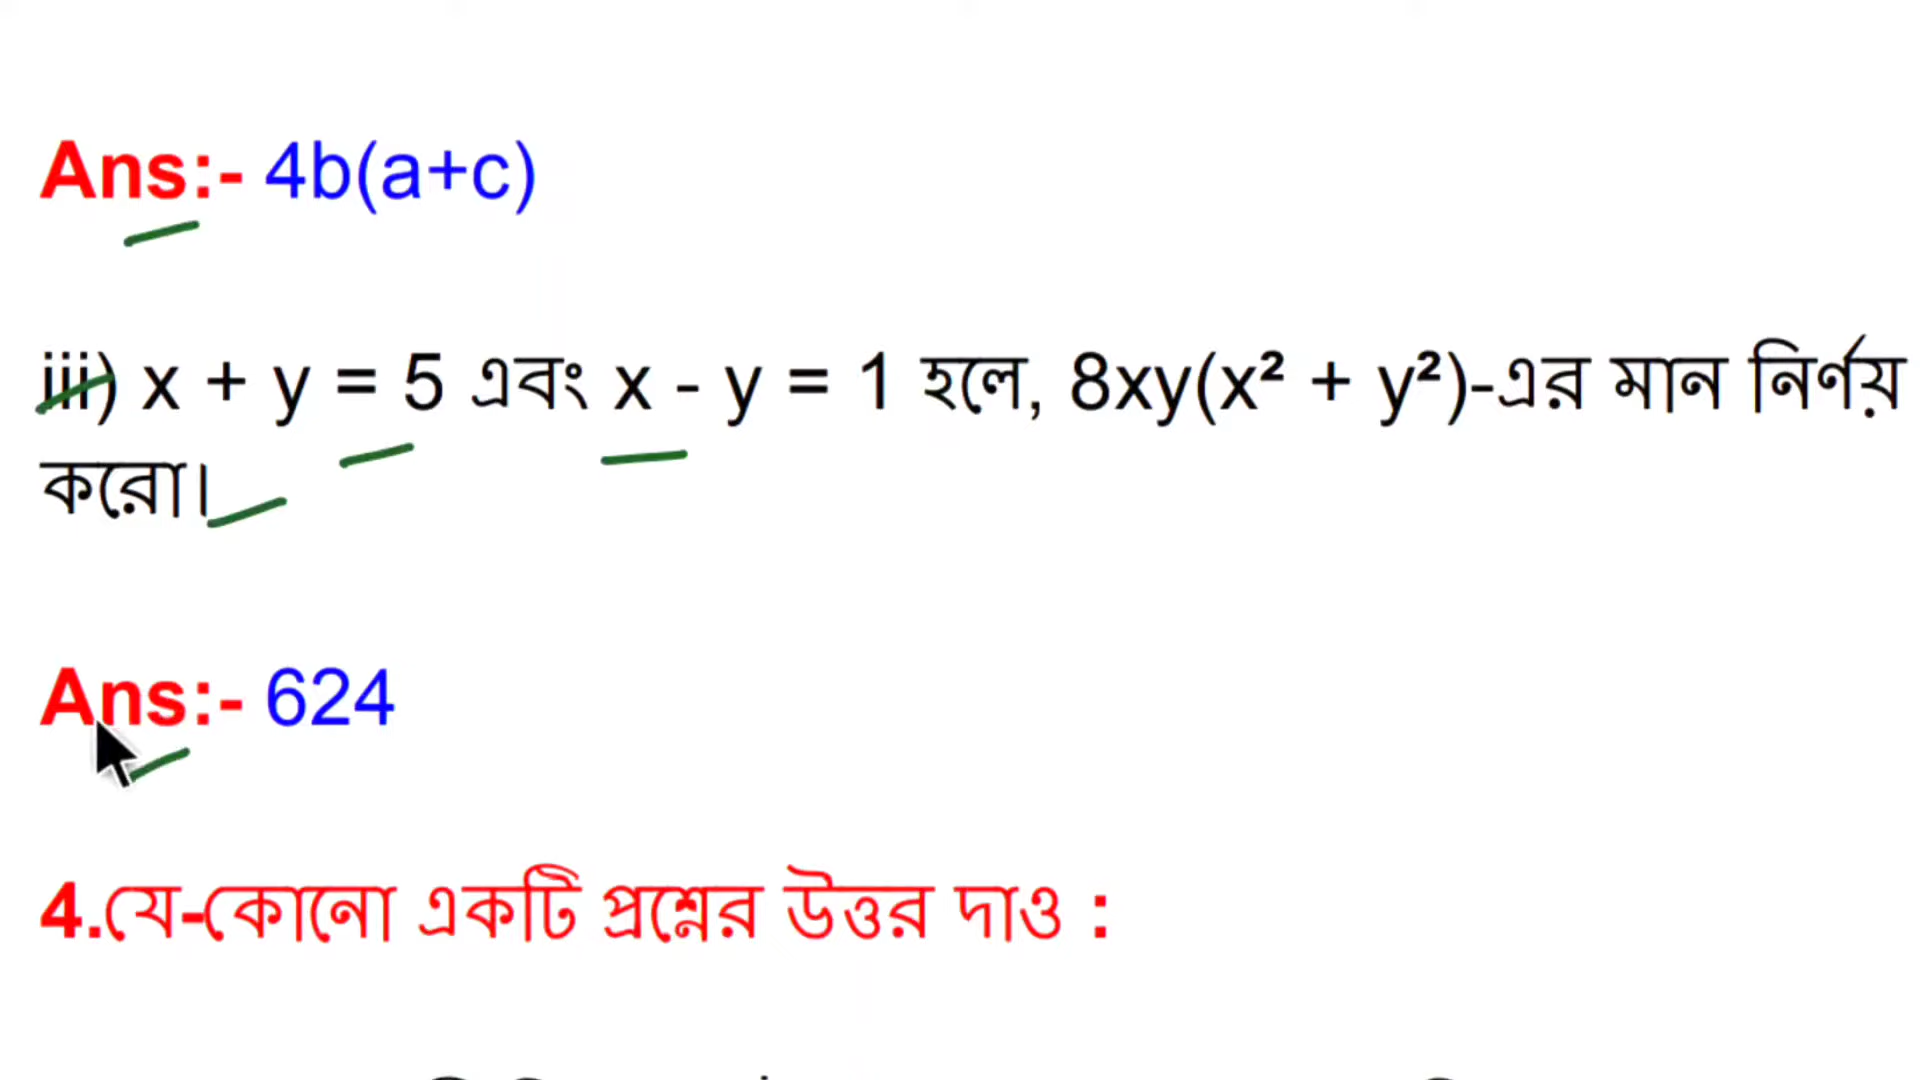 Ans:- 4b(a+c)
iii) x + y = 5 এবং x - y = 1 হলে, 8xy(x² + y²)-এর মান নির্ণয়
করো।
Ans:- 624
4.যে-কোনো একটি প্রশ্নের উত্তর দাও :